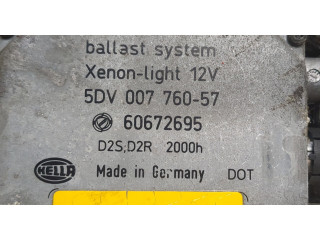 ballast system
Xenon-light 12V
5DV 007 760-57
60672695
D2S,D2R 2000h
HELLA Made in Germany DOT